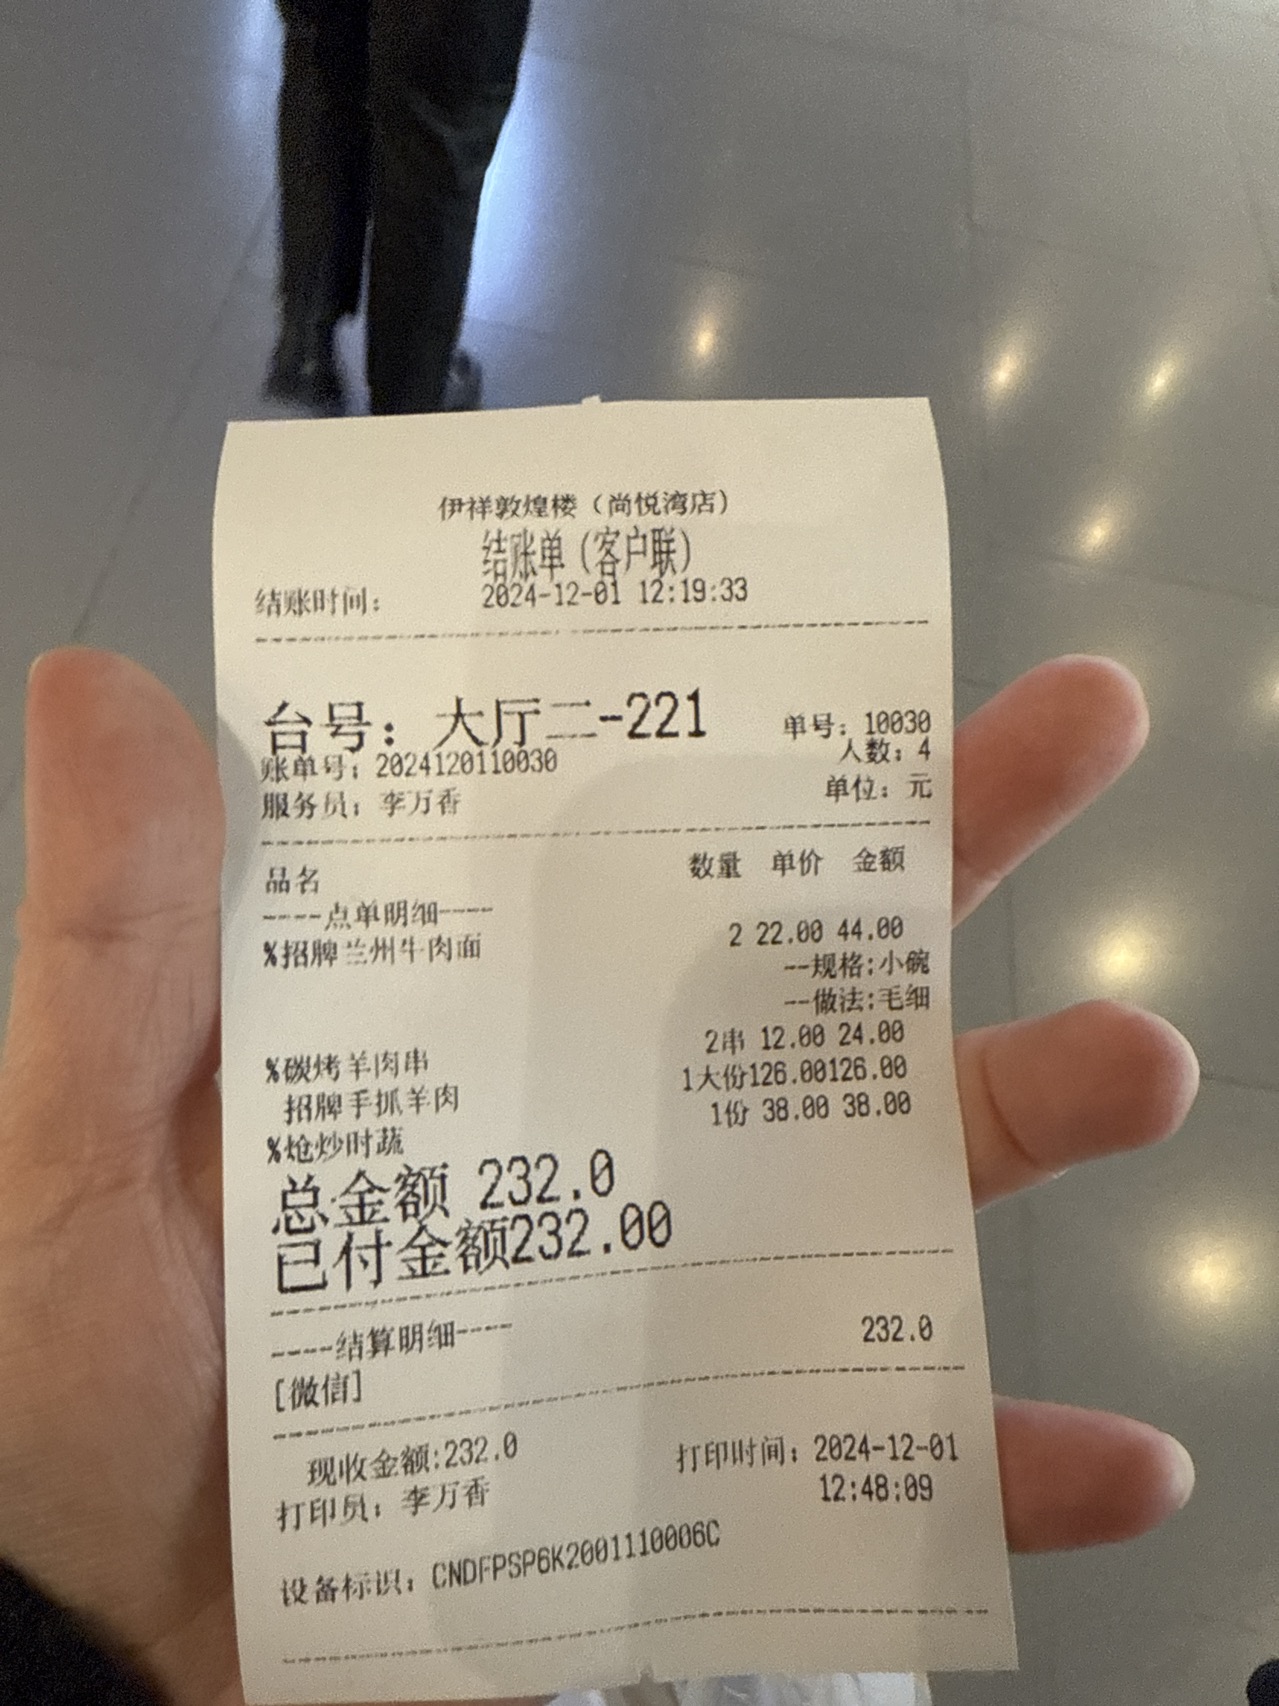 伊祥敦煌楼（尚悦湾店）
结账单（客户联）
结账时间： 2024-12-01 12:19:33
台号： 大厅二-221 单号：10030
账单号：2024120110030 人数：4
服务员：李万香 单位：元
品名 数量 单价 金额
----点单明细----
%招牌兰州牛肉面 2 22.00 44.00
--规格:小碗
--做法:毛细
%碳烤羊肉串 2串 12.00 24.00
招牌手抓羊肉 1大份126.00126.00
%炝炒时蔬 1份 38.00 38.00
总金额 232.0
已付金额232.00
----结算明细----
[微信] 232.0
现收金额:232.0 打印时间：2024-12-01
打印员：李万香 12:48:09
设备标识：CNDFPSP6K2001110006C